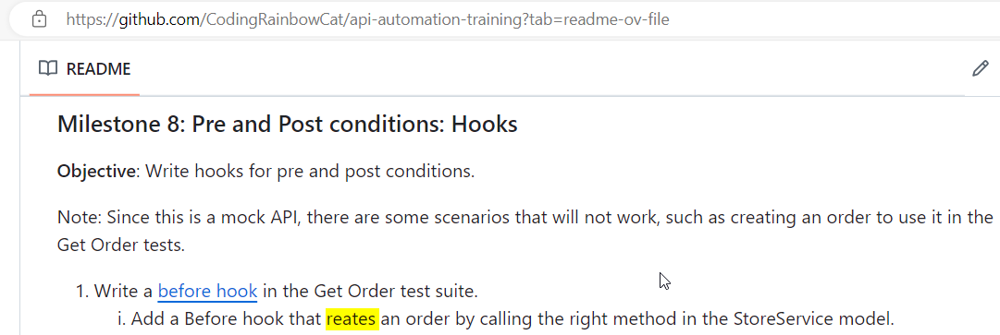 https://github.com/CodingRainbowCat/api-automation-training?tab=readme-ov-file
README
Milestone 8: Pre and Post conditions: Hooks
Objective: Write hooks for pre and post conditions.
Note: Since this is a mock API, there are some scenarios that will not work, such as creating an order to use it in the
Get Order tests.
1. Write a before hook in the Get Order test suite.
i. Add a Before hook that reates an order by calling the right method in the StoreService model.